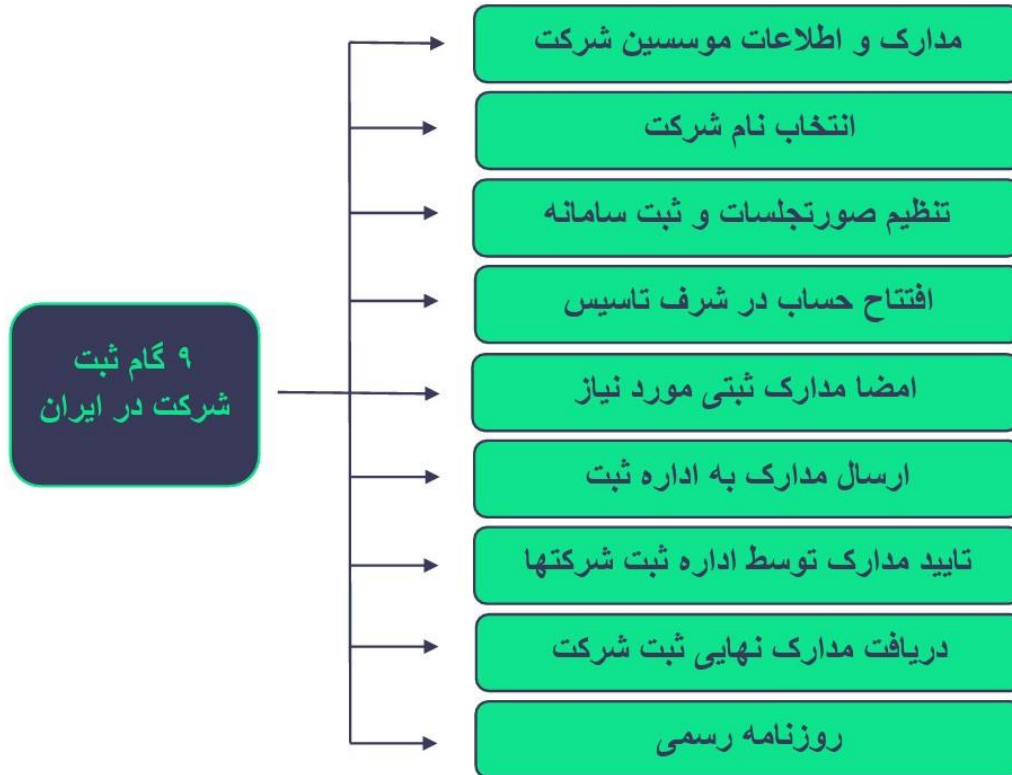 ۹ گام ثبت
شرکت در ایران
مدارک و اطلاعات موسسین شرکت
انتخاب نام شرکت
تنظیم صورتجلسات و ثبت سامانه
افتتاح حساب در شرف تاسیس
امضا مدارک ثبتی مورد نیاز
ارسال مدارک به اداره ثبت
تایید مدارک توسط اداره ثبت شرکتها
دریافت مدارک نهایی ثبت شرکت
روزنامه رسمی